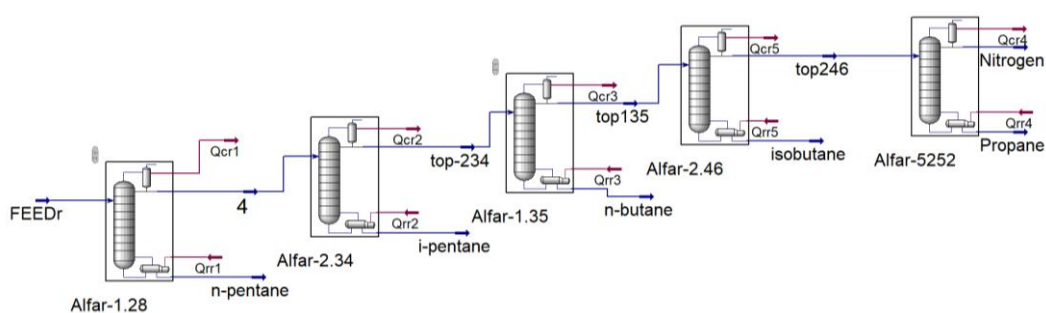 FEEDr
Qcr1
4
Qrr1
n-pentane
Alfar-1.28
Qcr2
top-234
Qrr2
i-pentane
Alfar-2.34
Qcr3
top135
Qrr3
n-butane
Alfar-1.35
Qcr5
top246
Qrr5
isobutane
Alfar-2.46
Qcr4
Nitrogen
Qrr4
Propane
Alfar-5252